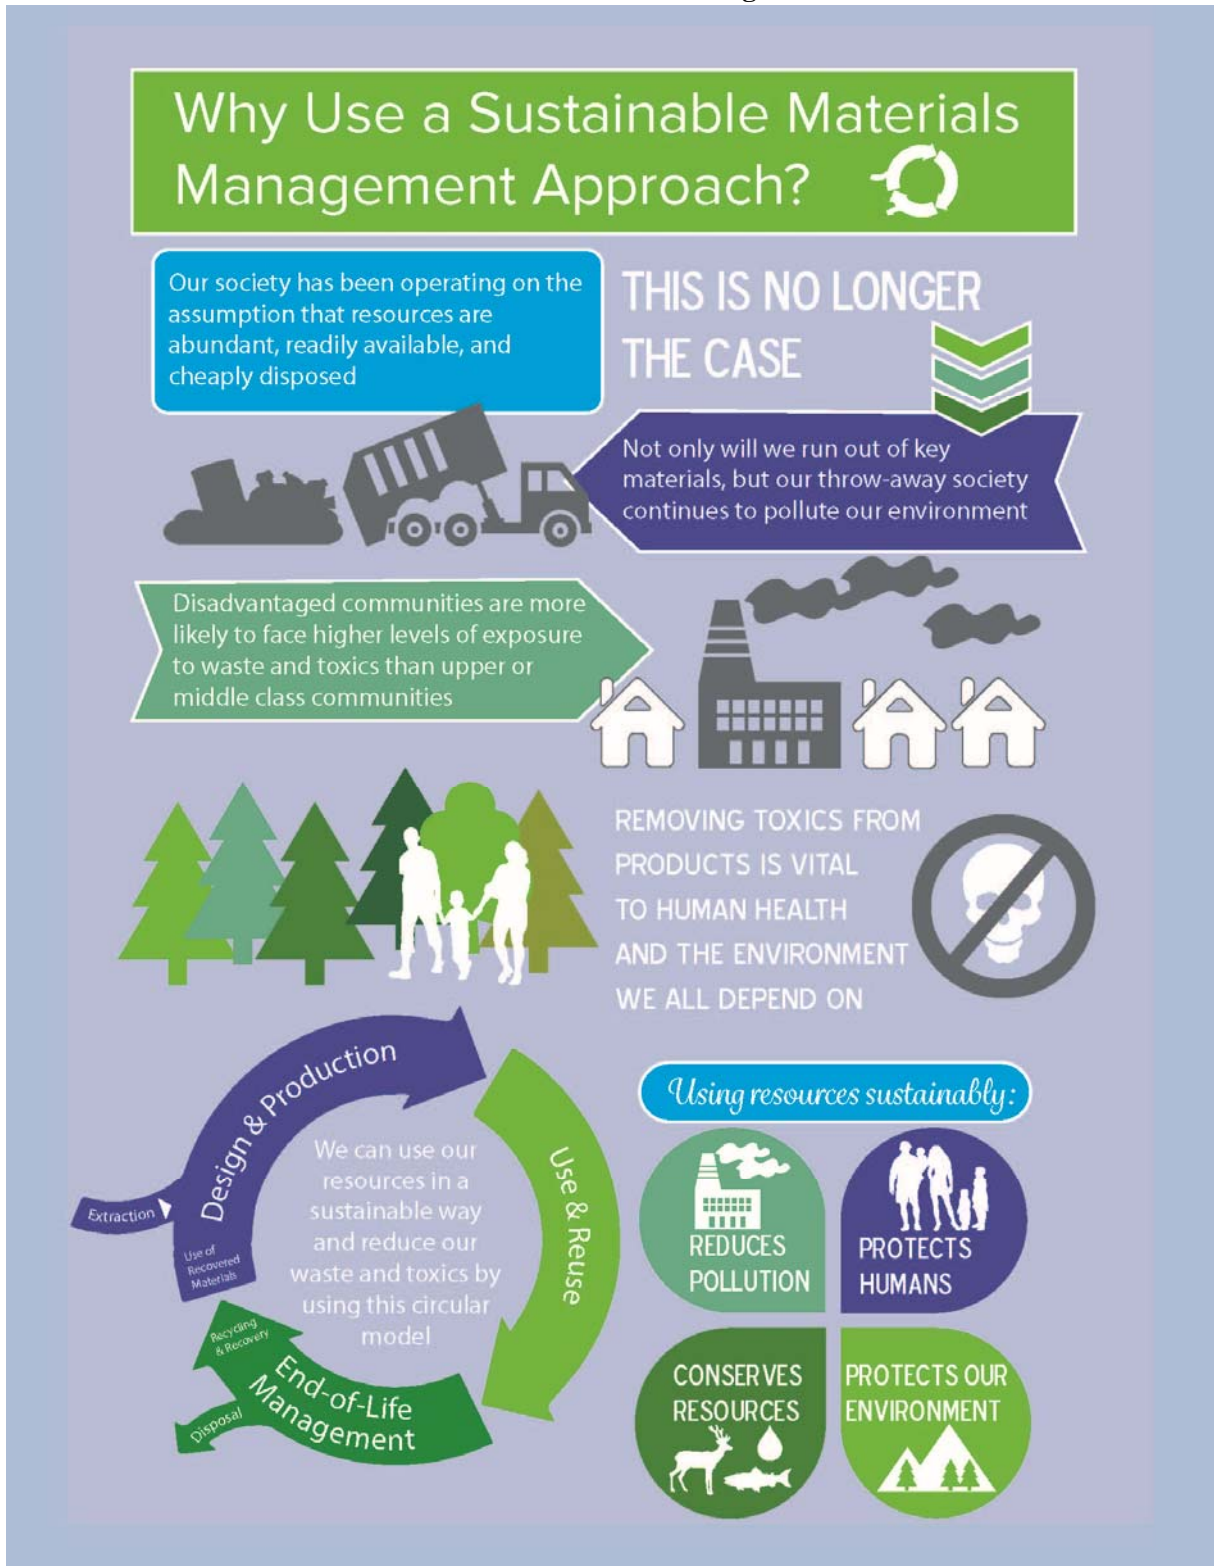 Why Use a Sustainable Materials
Management Approach?
Our society has been operating on the
assumption that resources are
abundant, readily available, and
cheaply disposed
THIS IS NO LONGER
THE CASE
Not only will we run out of key
materials, but our throw-away society
continues to pollute our environment
Disadvantaged communities are more
likely to face higher levels of exposure
to waste and toxics than upper or
middle class communities
REMOVING TOXICS FROM
PRODUCTS IS VITAL
TO HUMAN HEALTH
AND THE ENVIRONMENT
WE ALL DEPEND ON
Design & Production
Extraction
Use of
Recovered
Materials
Use & Reuse
We can use our
resources in a
sustainable way
and reduce our
waste and toxics by
using this circular
model
Recycling
& Recovery
End-of-Life
Management
Disposal
Using resources sustainably:
REDUCES
POLLUTION
PROTECTS
HUMANS
CONSERVES
RESOURCES
PROTECTS OUR
ENVIRONMENT